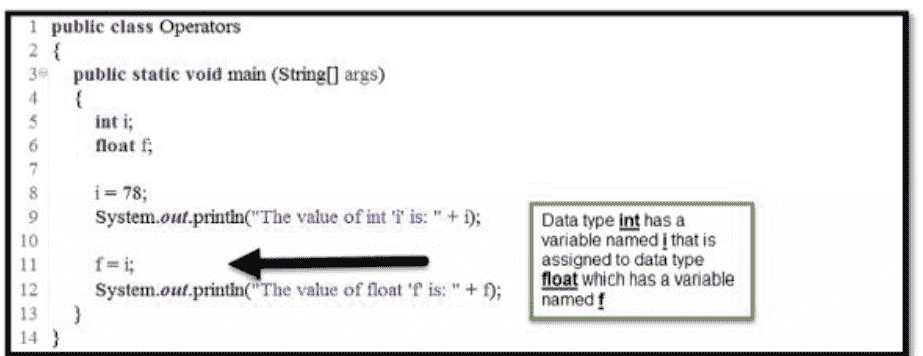 1 public class Operators
2 {
3 public static void main (String[] args)
4 {
5 int i;
6 float f;
7
8 i = 78;
9 System.out.println("The value of int 'i' is: " + i);
10
11 f = i;
12 System.out.println("The value of float 'f' is: " + f);
13 }
14 }
Data type int has a
variable named i that is
assigned to data type
float which has a variable
named f